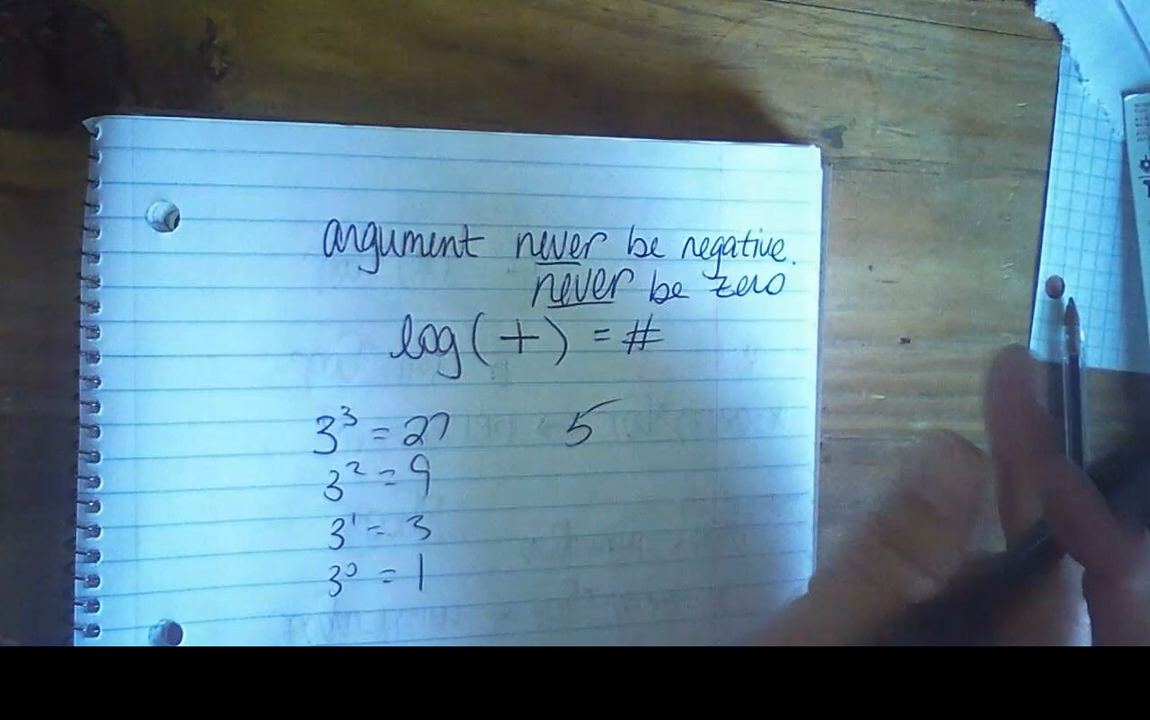 argument never be negative.
never be zero
log(+) = #
3³ = 27 5
3² = 9
3¹ = 3
3⁰ = 1